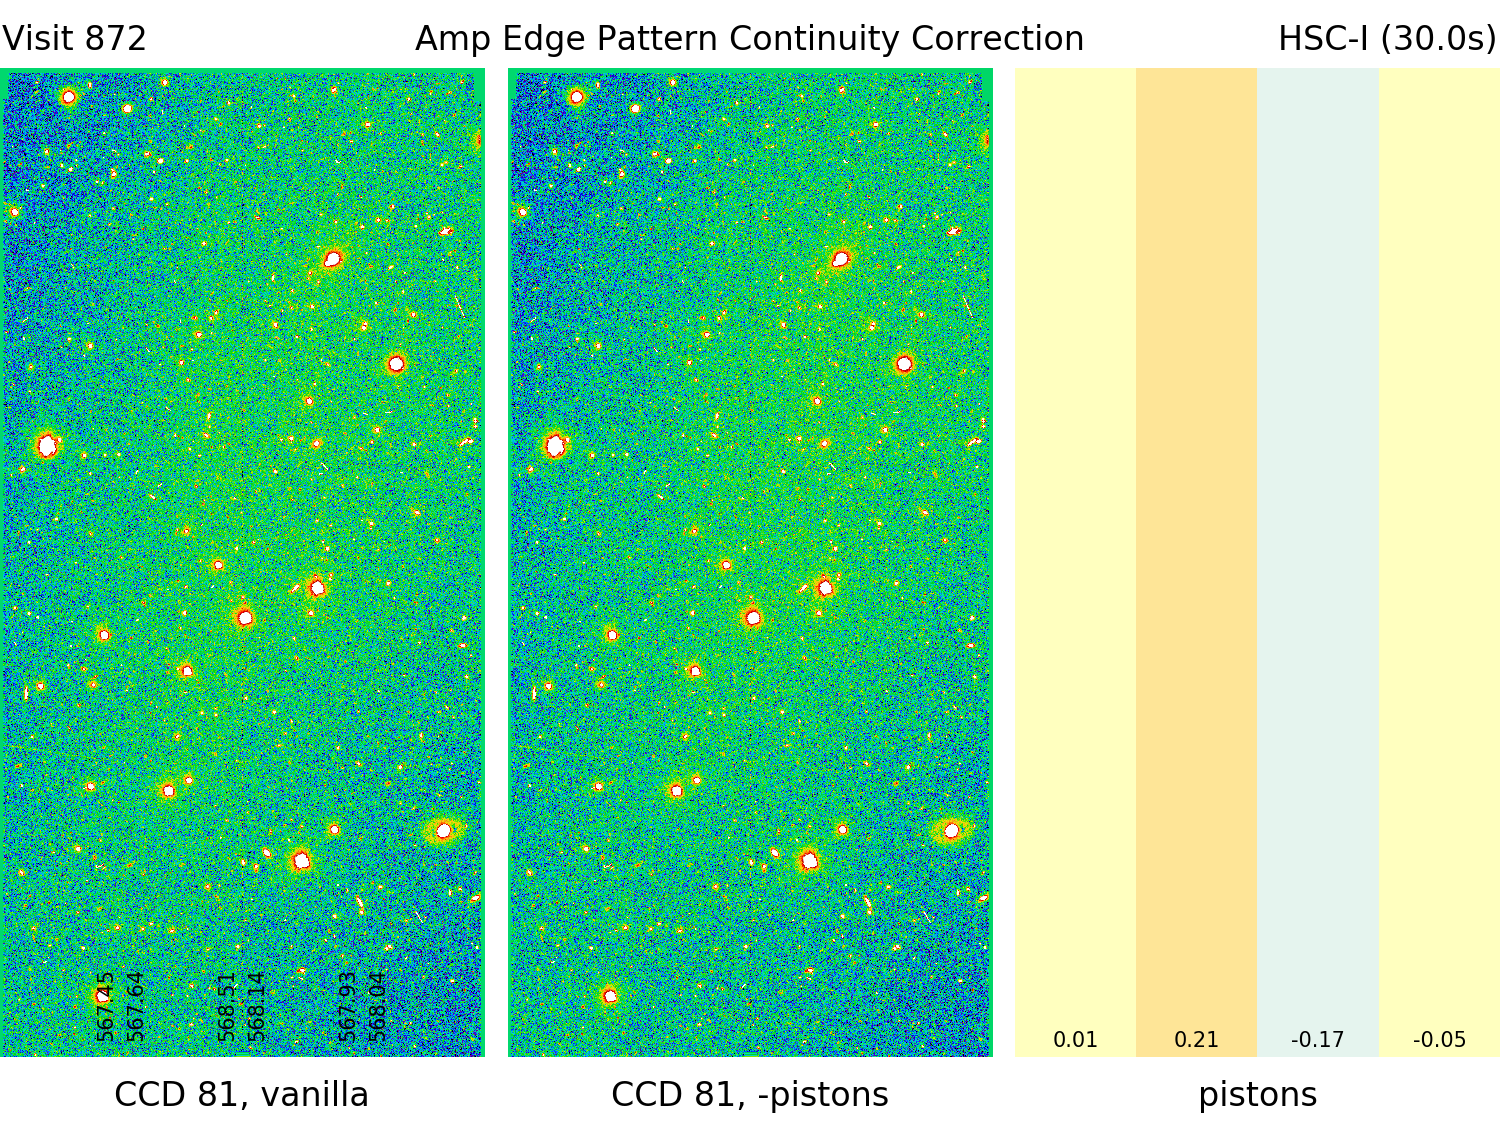 Visit 872 Amp Edge Pattern Continuity Correction HSC-I (30.0s)
567.45
567.64
568.51
568.14
567.93
568.04
0.01 0.21 -0.17 -0.05
CCD 81, vanilla CCD 81, -pistons pistons